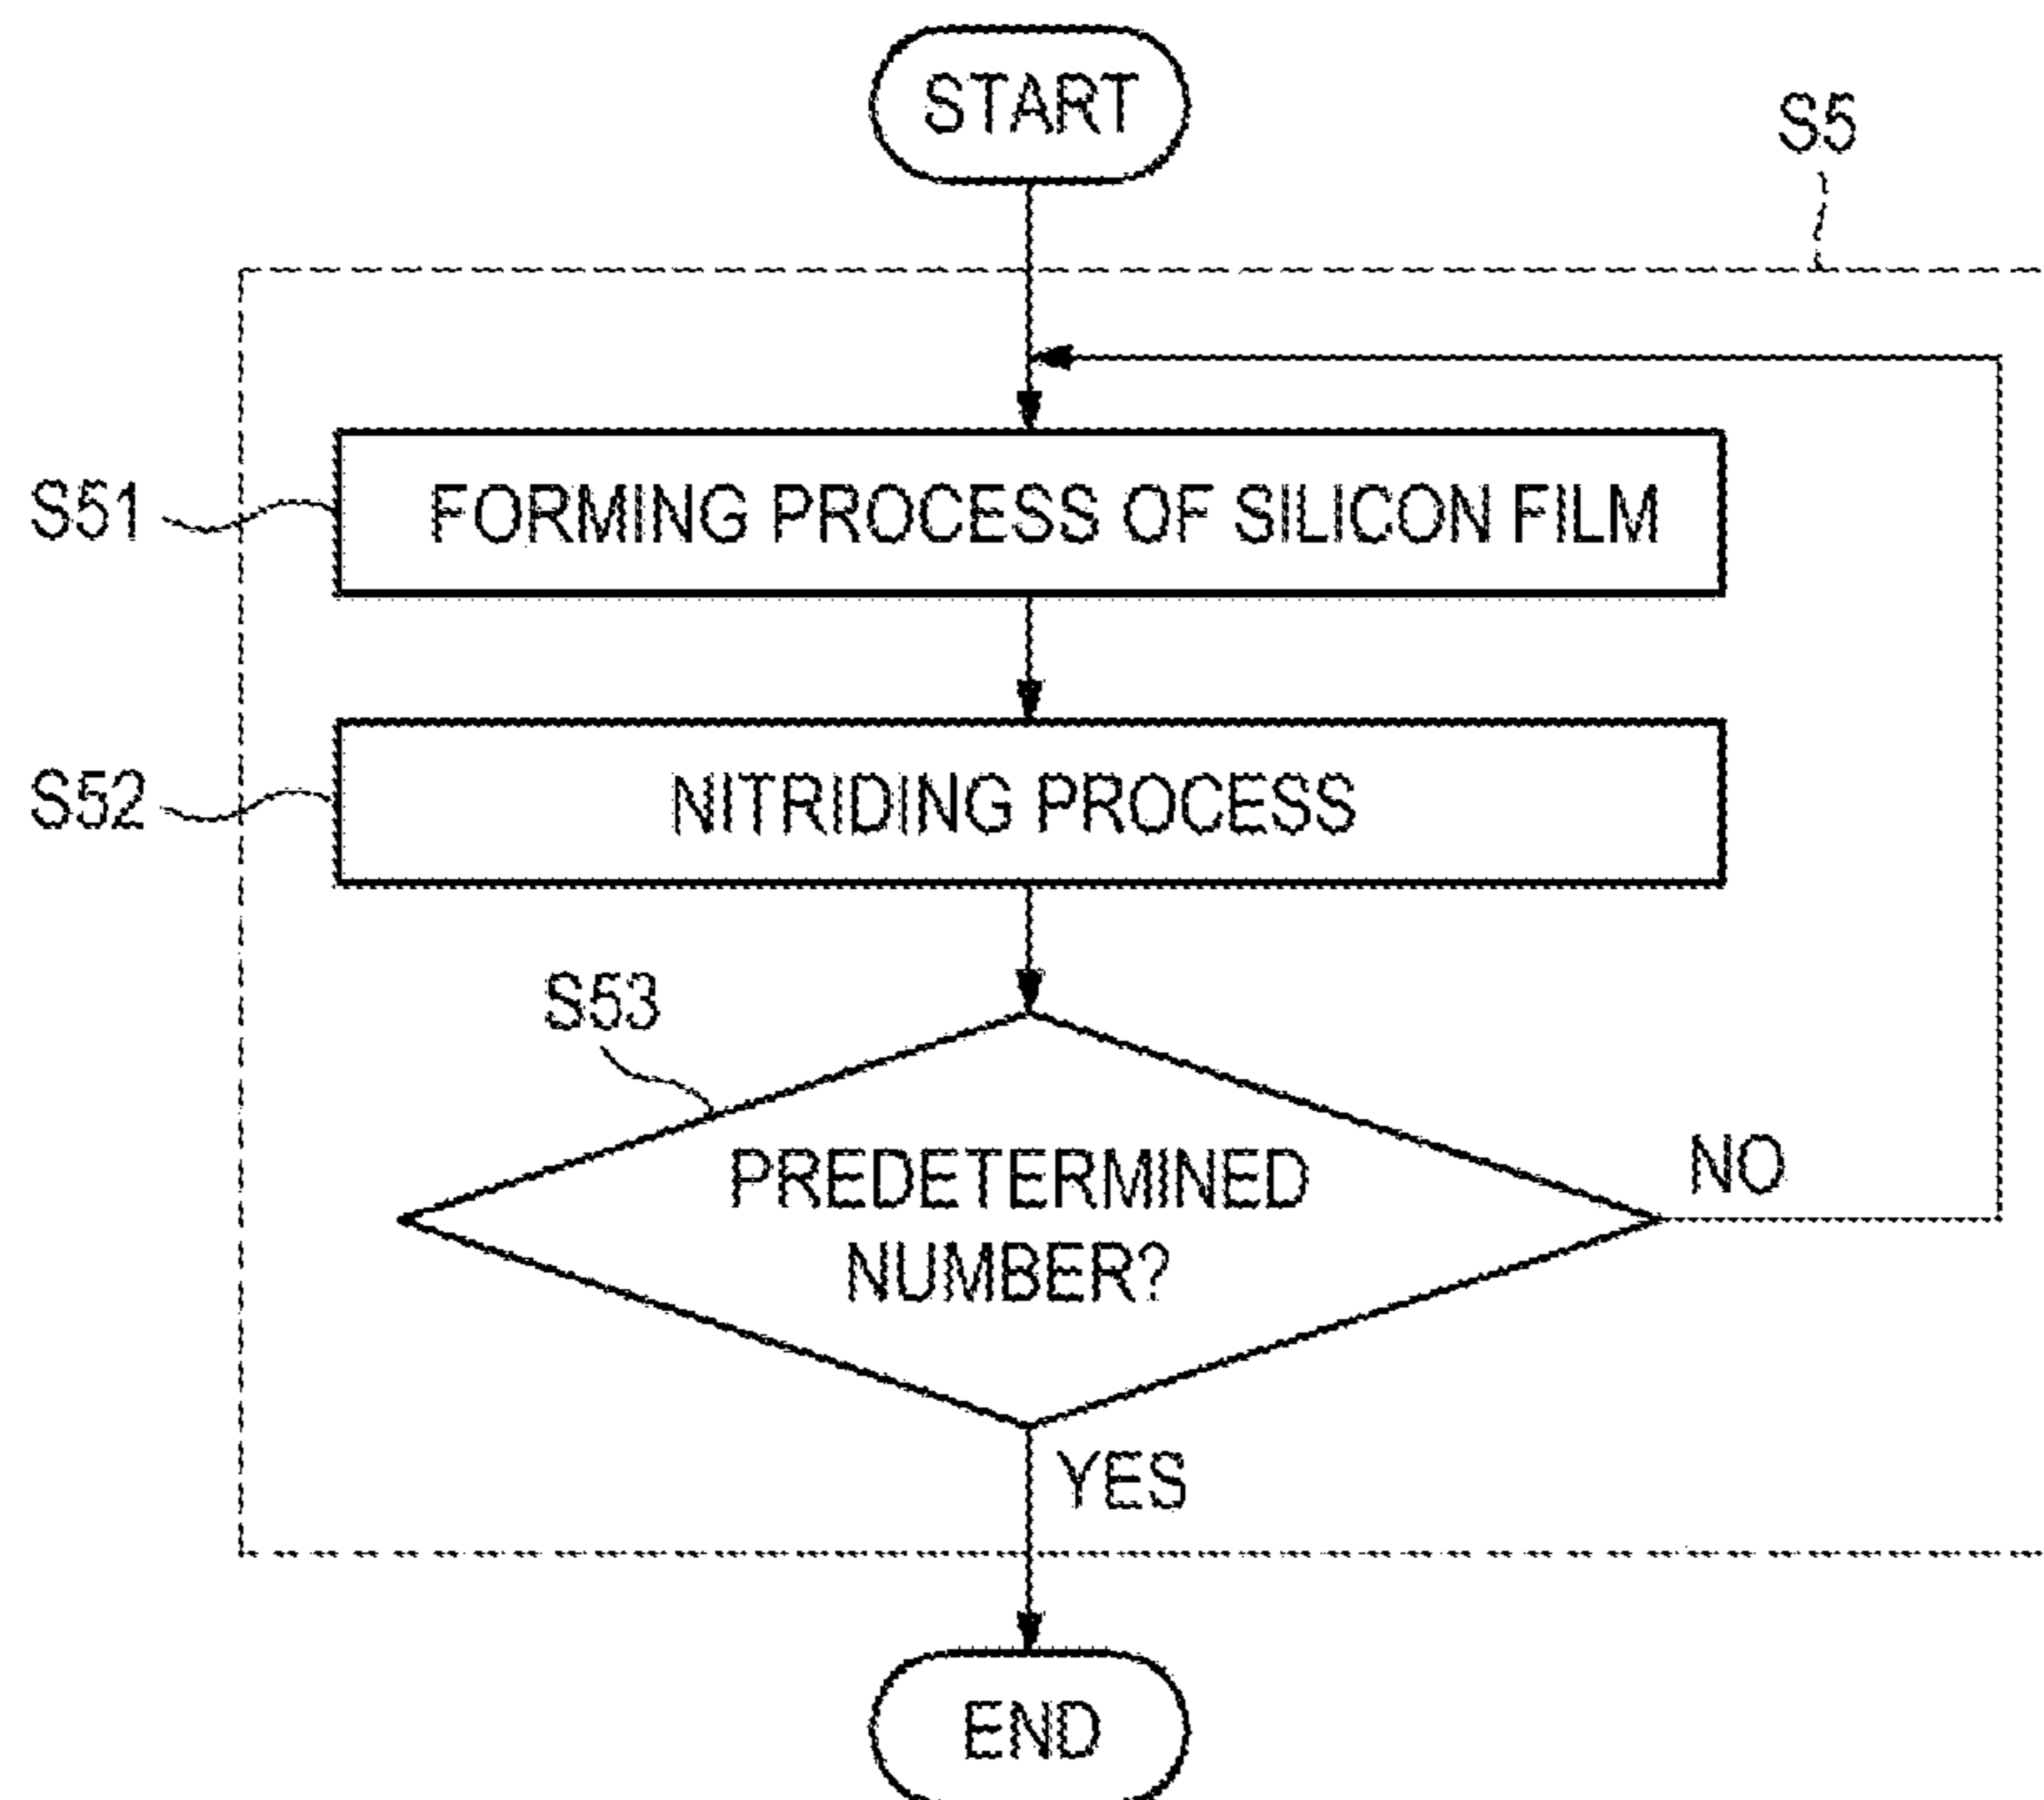 START
S5
S51
FORMING PROCESS OF SILICON FILM
S52
NITRIDING PROCESS
S53
PREDETERMINED
NUMBER?
NO
YES
END